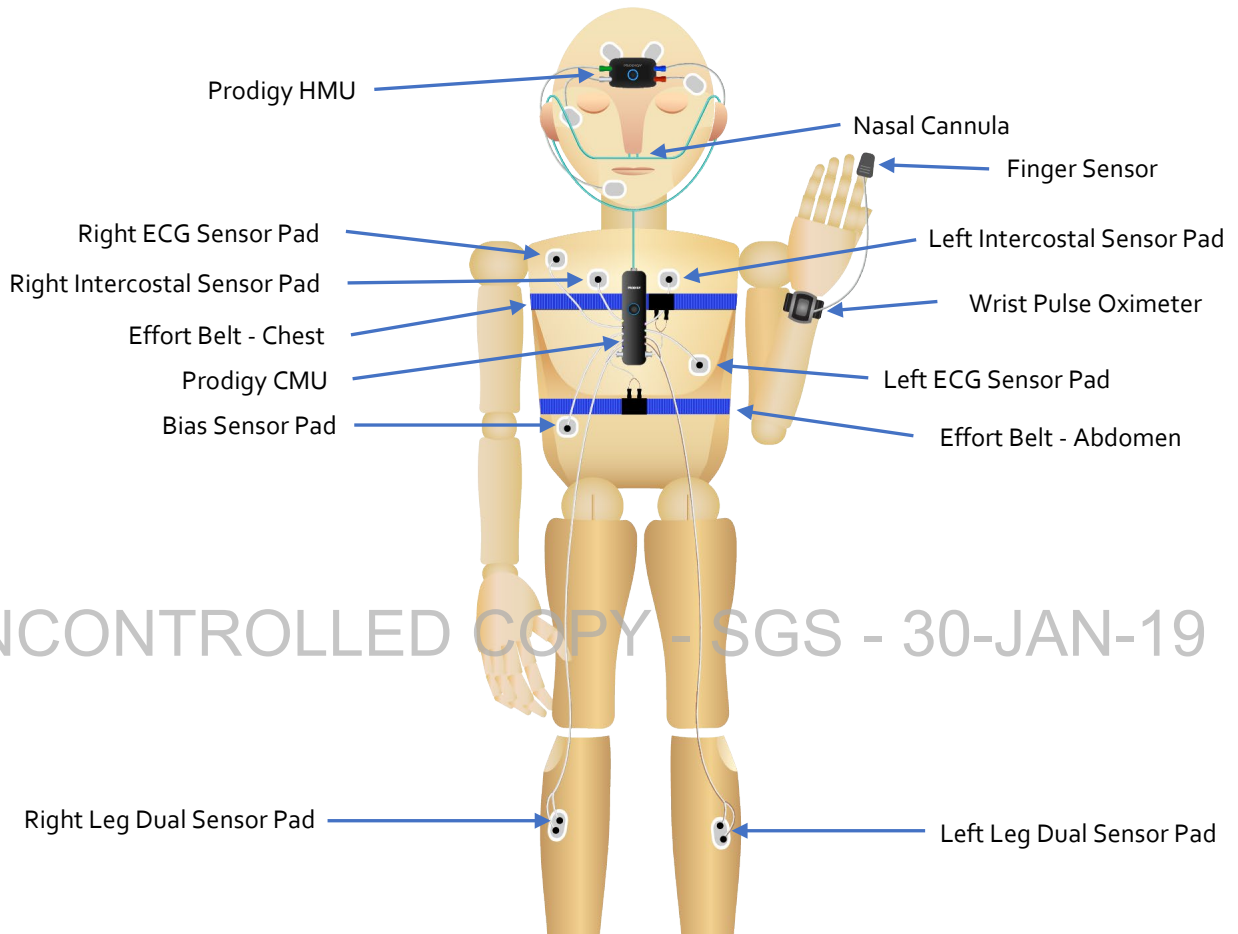 Prodigy HMU
Nasal Cannula
Finger Sensor
Right ECG Sensor Pad
Left Intercostal Sensor Pad
Right Intercostal Sensor Pad
Wrist Pulse Oximeter
Effort Belt - Chest
Prodigy CMU
Left ECG Sensor Pad
Bias Sensor Pad
Effort Belt - Abdomen
NCONTROLLED COPY - SGS - 30-JAN-19
Right Leg Dual Sensor Pad
Left Leg Dual Sensor Pad